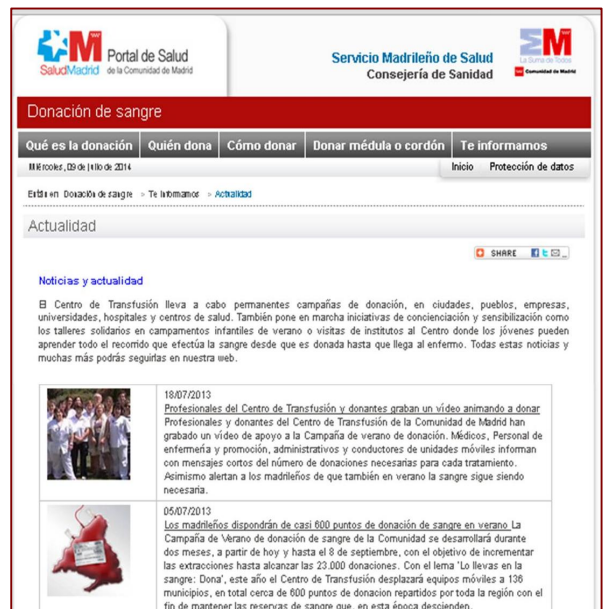 Portal de Salud
SaludMadrid de la Comunidad de Madrid
Servicio Madrileño de Salud
Consejería de Sanidad
La Suma de Todos
Comunidad de Madrid
Donación de sangre
Qué es la donación Quién dona Cómo donar Donar médula o cordón Te informamos
Miércoles, 09 de julio de 2014 Inicio Protección de datos
Está en Donación de sangre > Te informamos > Actualidad
Actualidad
SHARE
Noticias y actualidad
El Centro de Transfusión lleva a cabo permanentes campañas de donación, en ciudades, pueblos, empresas,
universidades, hospitales y centros de salud. También pone en marcha iniciativas de concienciación y sensibilización como
los talleres solidarios en campamentos infantiles de verano o visitas de institutos al Centro donde los jóvenes pueden
aprender todo el recorrido que efectúa la sangre desde que es donada hasta que llega al enfermo. Todas estas noticias y
muchas más podrás seguirlas en nuestra web.
18/07/2013
Profesionales del Centro de Transfusión y donantes graban un vídeo animando a donar
Profesionales y donantes del Centro de Transfusión de la Comunidad de Madrid han
grabado un vídeo de apoyo a la Campaña de verano de donación. Médicos, Personal de
enfermería y promoción, administrativos y conductores de unidades móviles informan
con mensajes cortos del número de donaciones necesarias para cada tratamiento.
Asimismo alertan a los madrileños de que también en verano la sangre sigue siendo
necesaria.
05/07/2013
Los madrileños dispondrán de casi 600 puntos de donación de sangre en verano La
Campaña de Verano de donación de sangre de la Comunidad se desarrollará durante
dos meses, a partir de hoy y hasta el 8 de septiembre, con el objetivo de incrementar
las extracciones hasta alcanzar las 23.000 donaciones. Con el lema 'Lo llevas en la
sangre: Dona', este año el Centro de Transfusión desplazará equipos móviles a 136
municipios, en total cerca de 600 puntos de donacion repartidos por toda la región con el
fin de mantener las reservas de sangre que, en esta época descienden.